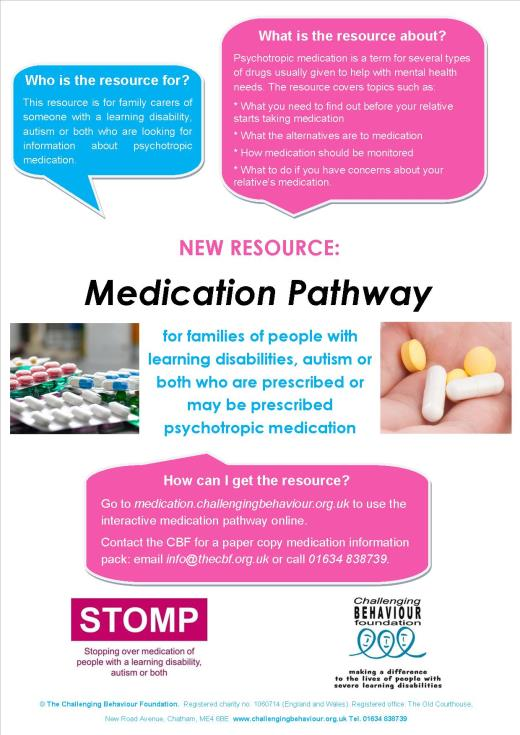 What is the resource about?
Psychotropic medication is a term for several types
of drugs usually given to help with mental health
needs. The resource covers topics such as:
* What you need to find out before your relative
starts taking medication
* What the alternatives are to medication
* How medication should be monitored
* What to do if you have concerns about your
relative's medication.
Who is the resource for?
This resource is for family carers of
someone with a learning disability,
autism or both who are looking for
information about psychotropic
medication.
NEW RESOURCE:
Medication Pathway
for families of people with
learning disabilities, autism or
both who are prescribed or
may be prescribed
psychotropic medication
How can I get the resource?
Go to medication.challengingbehaviour.org.uk to use the
interactive medication pathway online.
Contact the CBF for a paper copy medication information
pack: email info@thecbf.org.uk or call 01634 838739.
STOMP
Stopping over medication of
people with a learning disability,
autism or both
Challenging
BEHAVIOUR
foundation
making a difference
to the lives of people with
severe learning disabilities
© The Challenging Behaviour Foundation. Registered charity no. 1060714 (England and Wales). Registered office: The Old Courthouse,
New Road Avenue, Chatham, ME4 6BE www.challengingbehaviour.org.uk Tel. 01634 838739